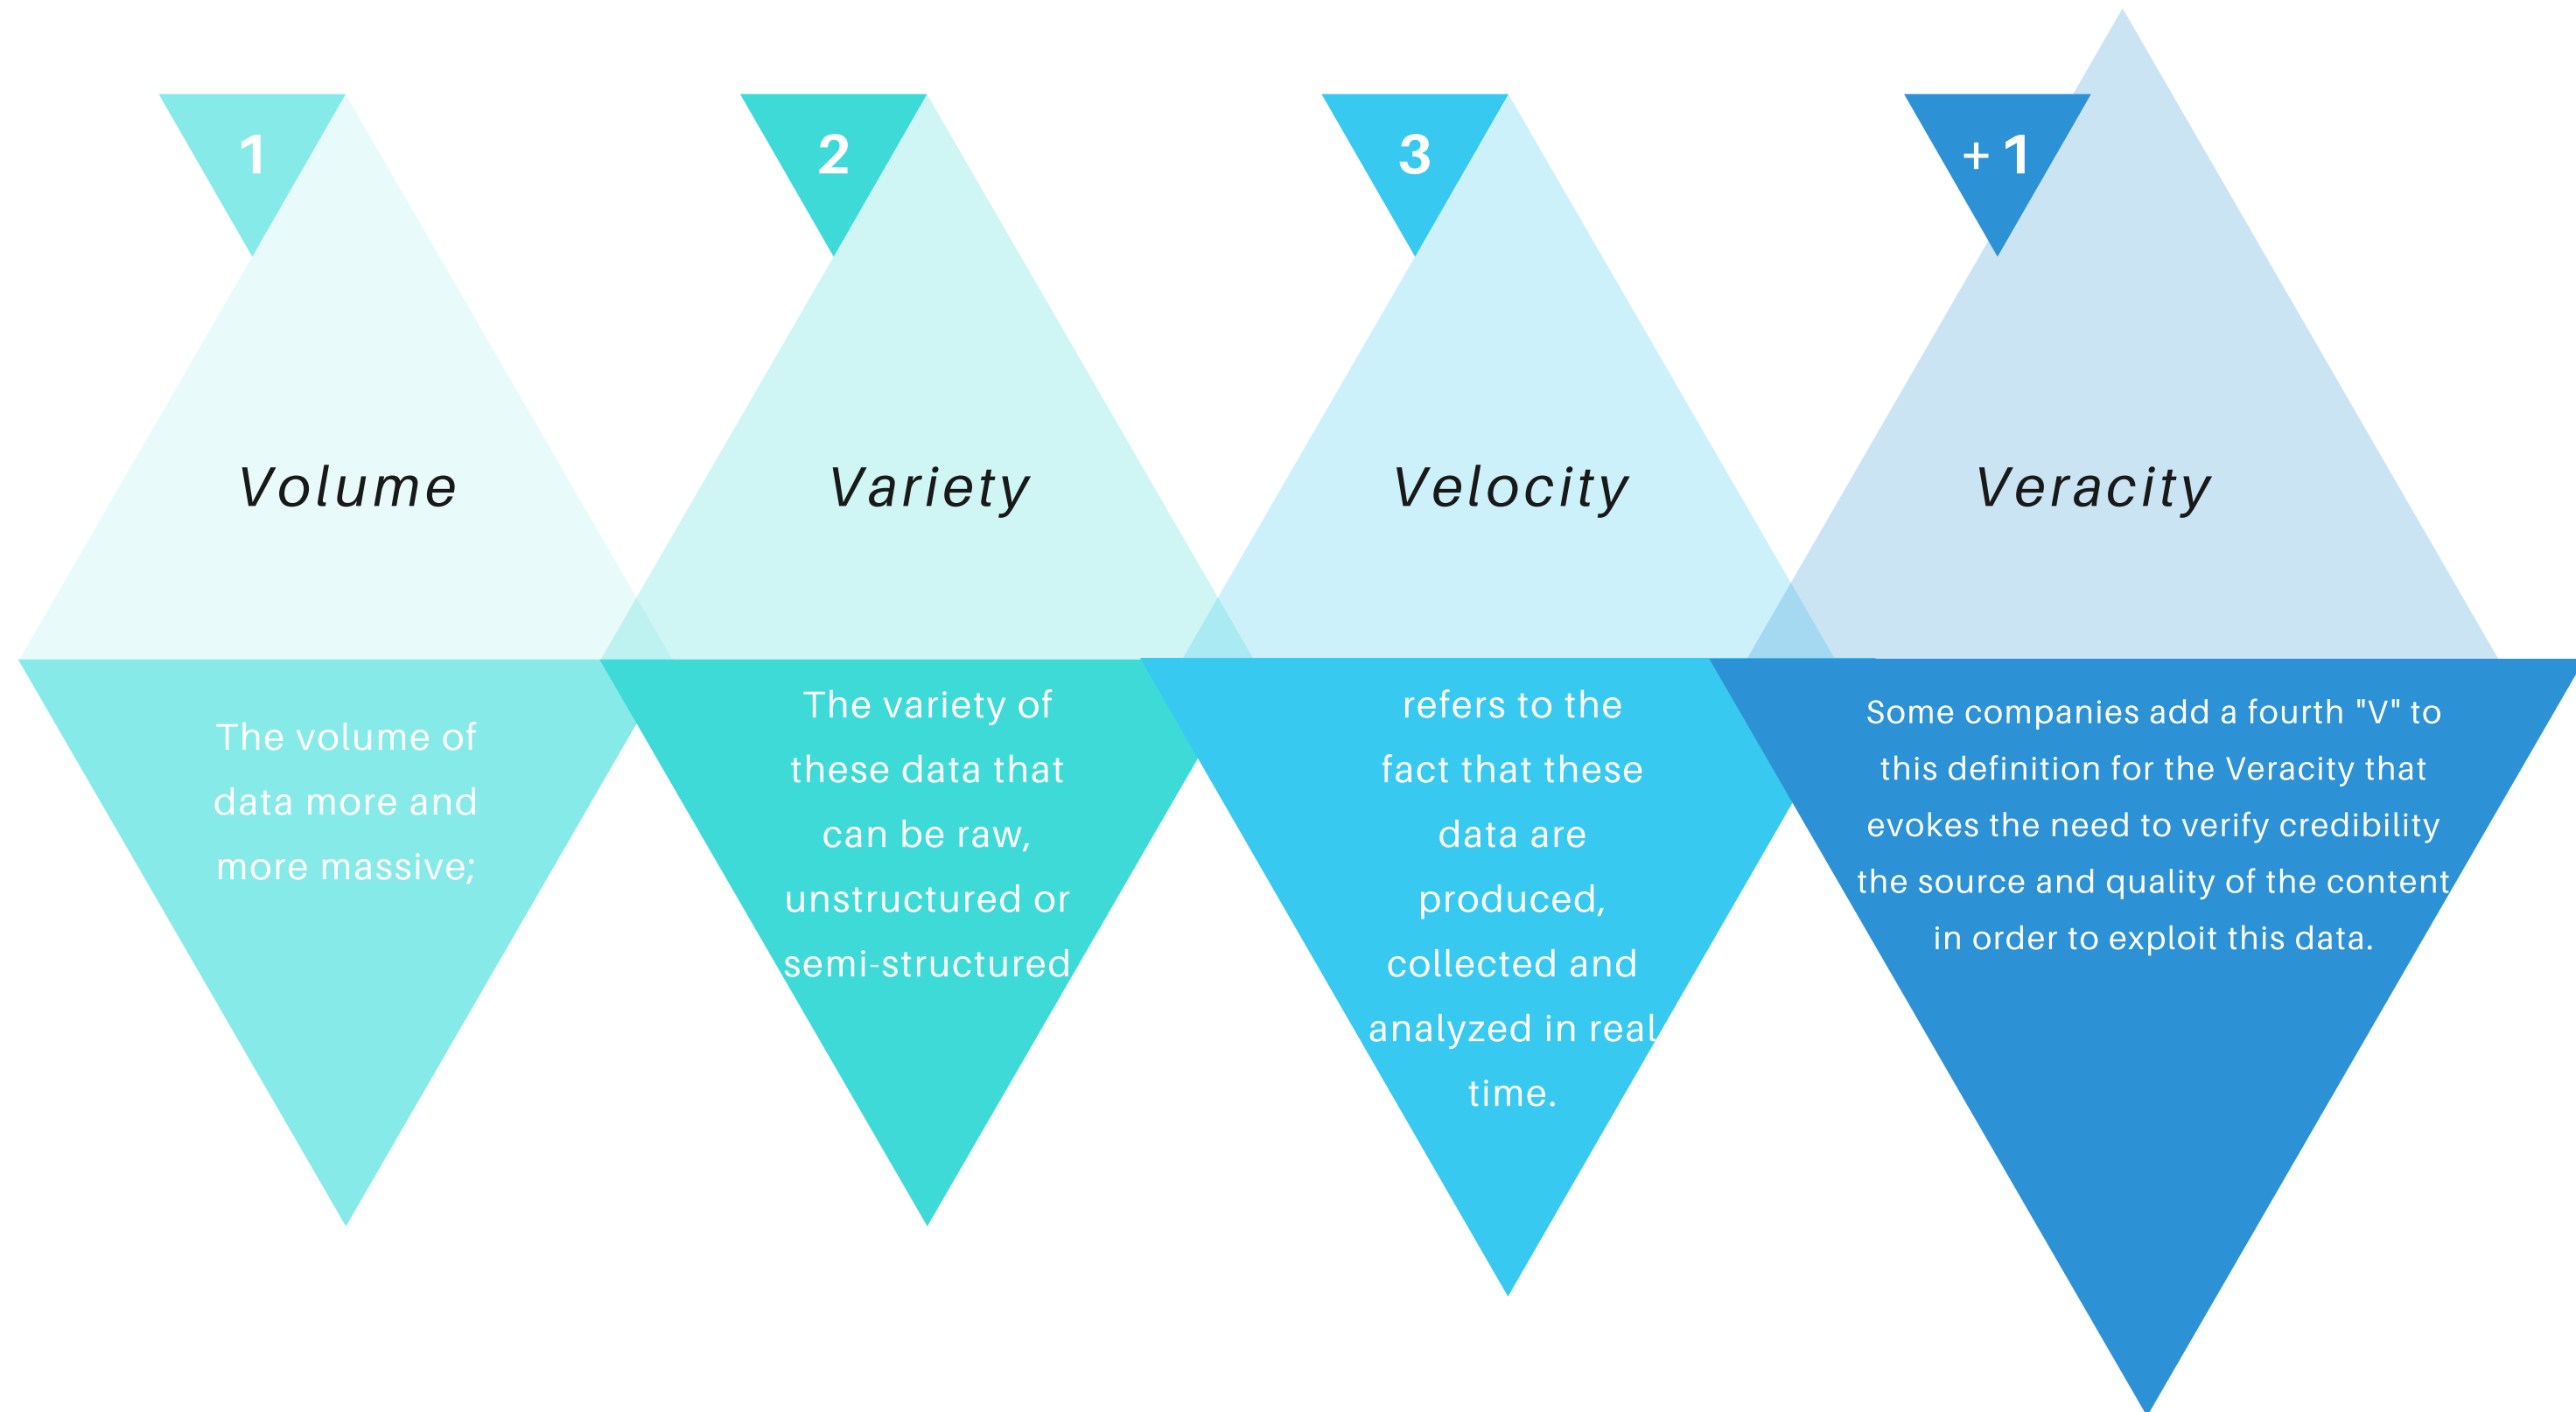 1
Volume
The volume of
data more and
more massive;
2
Variety
The variety of
these data that
can be raw,
unstructured or
semi-structured
3
Velocity
refers to the
fact that these
data are
produced,
collected and
analyzed in real
time.
+ 1
Veracity
Some companies add a fourth "V" to
this definition for the Veracity that
evokes the need to verify credibility
the source and quality of the content
in order to exploit this data.